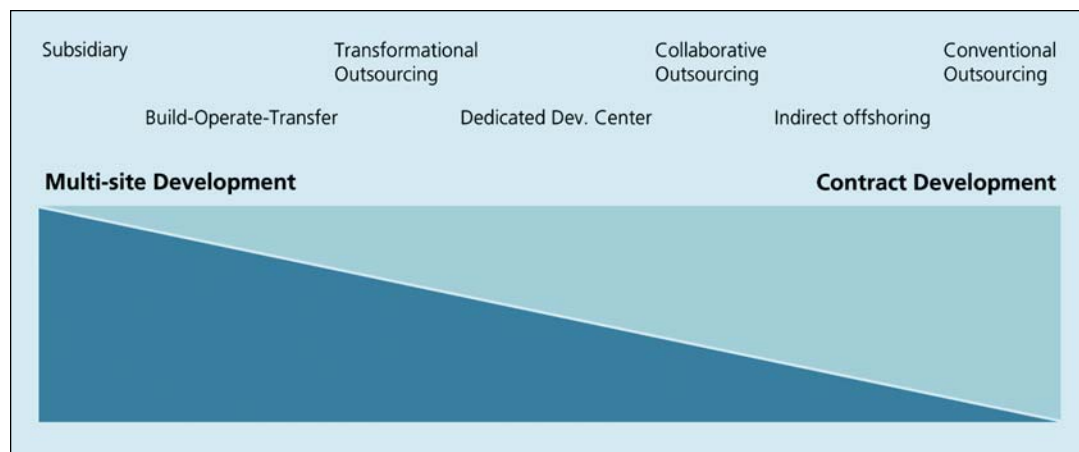 Subsidiary
Transformational
Outsourcing
Collaborative
Outsourcing
Conventional
Outsourcing
Build-Operate-Transfer
Dedicated Dev. Center
Indirect offshoring
Multi-site Development
Contract Development